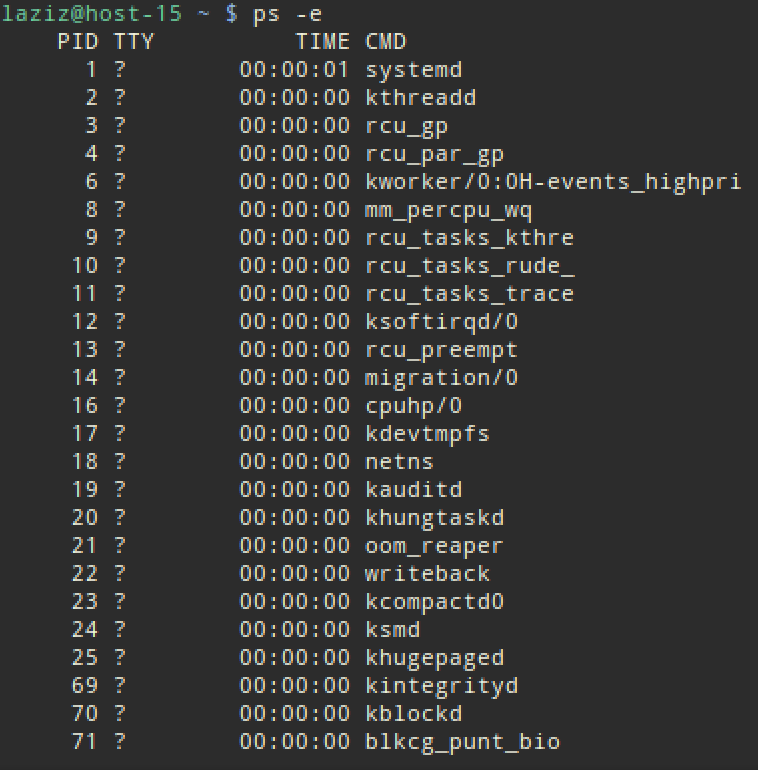 laziz@host-15 ~ $ ps -e
    PID TTY          TIME CMD
      1 ?        00:00:01 systemd
      2 ?        00:00:00 kthreadd
      3 ?        00:00:00 rcu_gp
      4 ?        00:00:00 rcu_par_gp
      6 ?        00:00:00 kworker/0:0H-events_highpri
      8 ?        00:00:00 mm_percpu_wq
      9 ?        00:00:00 rcu_tasks_kthre
     10 ?        00:00:00 rcu_tasks_rude_
     11 ?        00:00:00 rcu_tasks_trace
     12 ?        00:00:00 ksoftirqd/0
     13 ?        00:00:00 rcu_preempt
     14 ?        00:00:00 migration/0
     16 ?        00:00:00 cpuhp/0
     17 ?        00:00:00 kdevtmpfs
     18 ?        00:00:00 netns
     19 ?        00:00:00 kauditd
     20 ?        00:00:00 khungtaskd
     21 ?        00:00:00 oom_reaper
     22 ?        00:00:00 writeback
     23 ?        00:00:00 kcompactd0
     24 ?        00:00:00 ksmd
     25 ?        00:00:00 khugepaged
     69 ?        00:00:00 kintegrityd
     70 ?        00:00:00 kblockd
     71 ?        00:00:00 blkcg_punt_bio